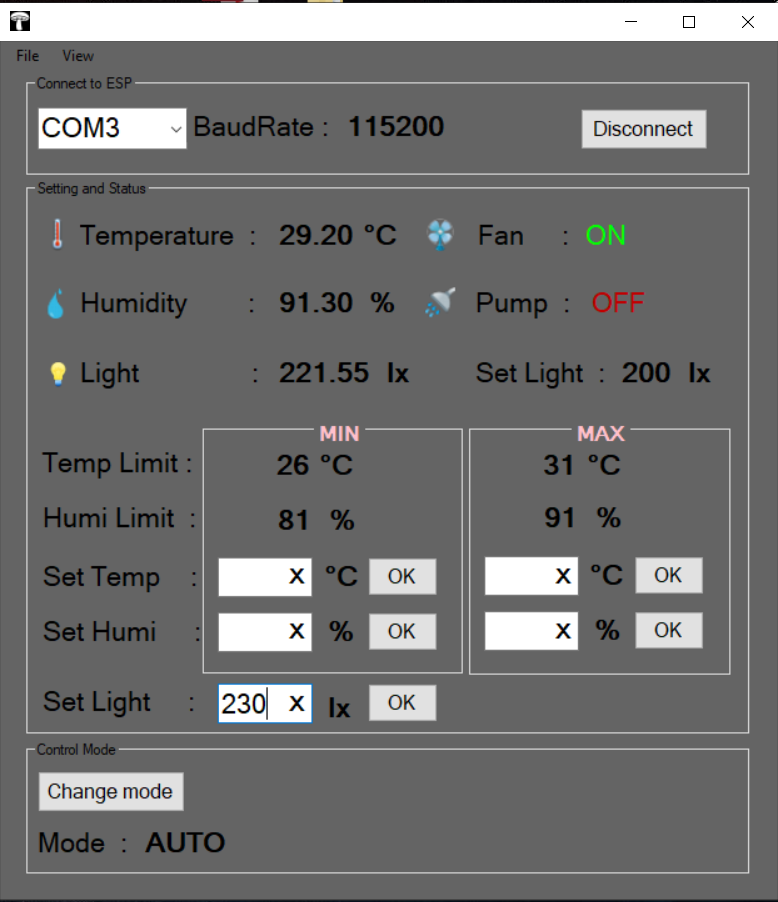 File View
Connect to ESP
COM3 BaudRate : 115200 Disconnect
Setting and Status
Temperature : 29.20 °C Fan : ON
Humidity : 91.30 % Pump : OFF
Light : 221.55 lx Set Light : 200 lx
MIN MAX
Temp Limit : 26 °C 31 °C
Humi Limit : 81 % 91 %
Set Temp : X °C OK X °C OK
Set Humi : X % OK X % OK
Set Light : 230 X lx OK
Control Mode
Change mode
Mode : AUTO